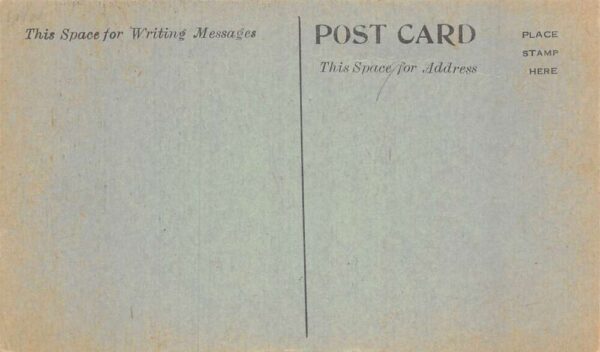 This Space for Writing Messages
POST CARD
This Space for Address
PLACE
STAMP
HERE